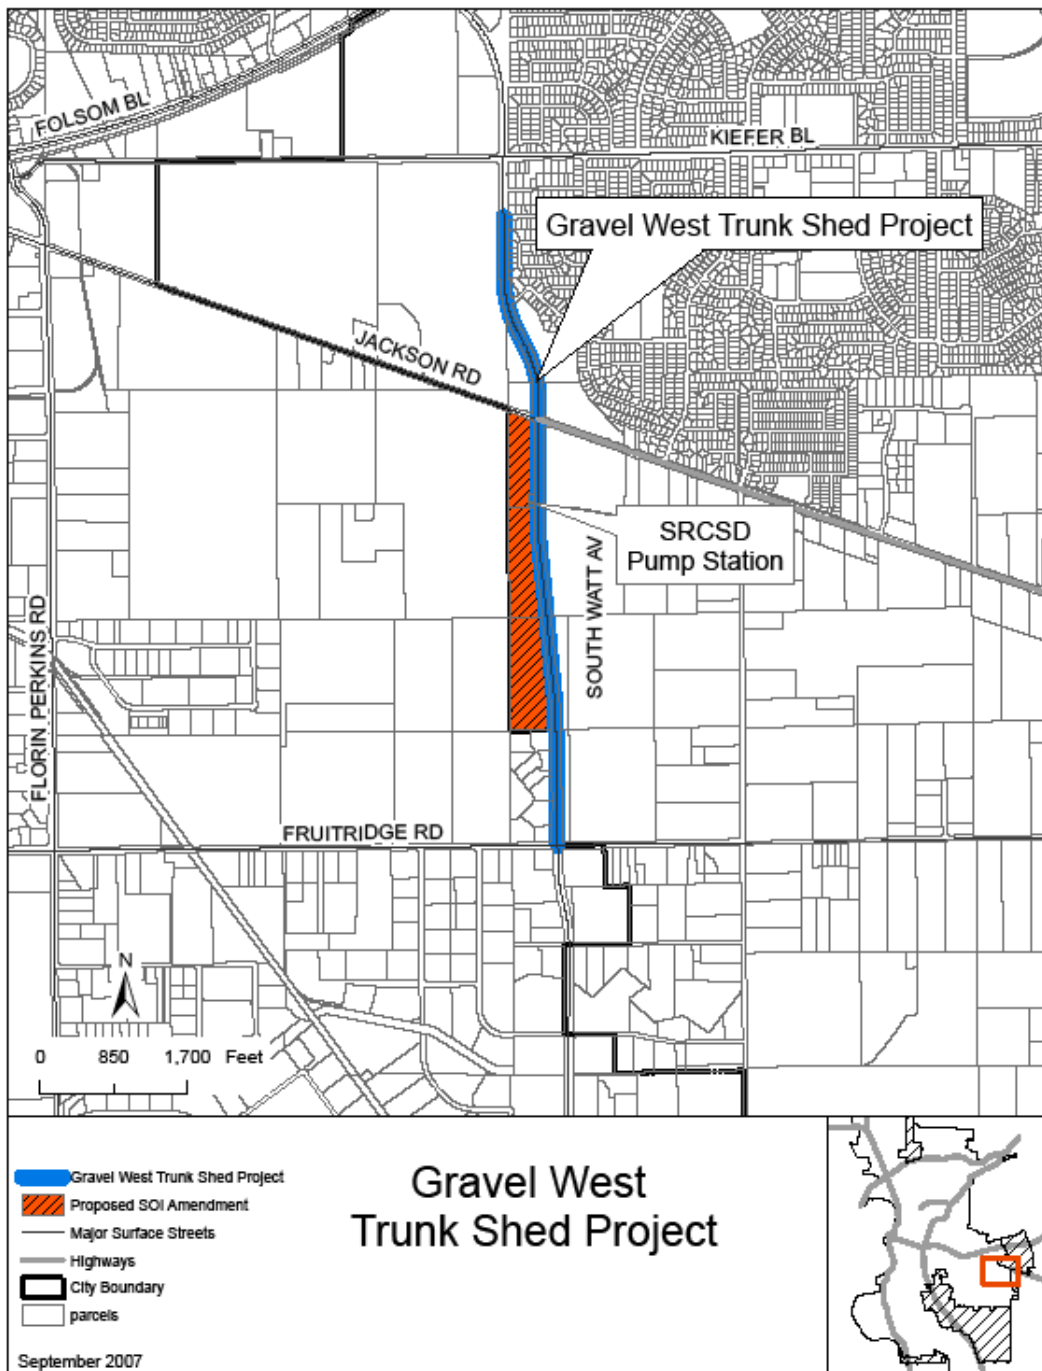 FOLSOM BL
KIEFER BL
Gravel West Trunk Shed Project
JACKSON RD
SRCSD
Pump Station
SOUTH WATT AV
FLORIN PERKINS RD
FRUITRIDGE RD
N
0 850 1,700 Feet
Gravel West Trunk Shed Project
Proposed SOI Amendment
Major Surface Streets
Highways
City Boundary
parcels
September 2007
Gravel West
Trunk Shed Project